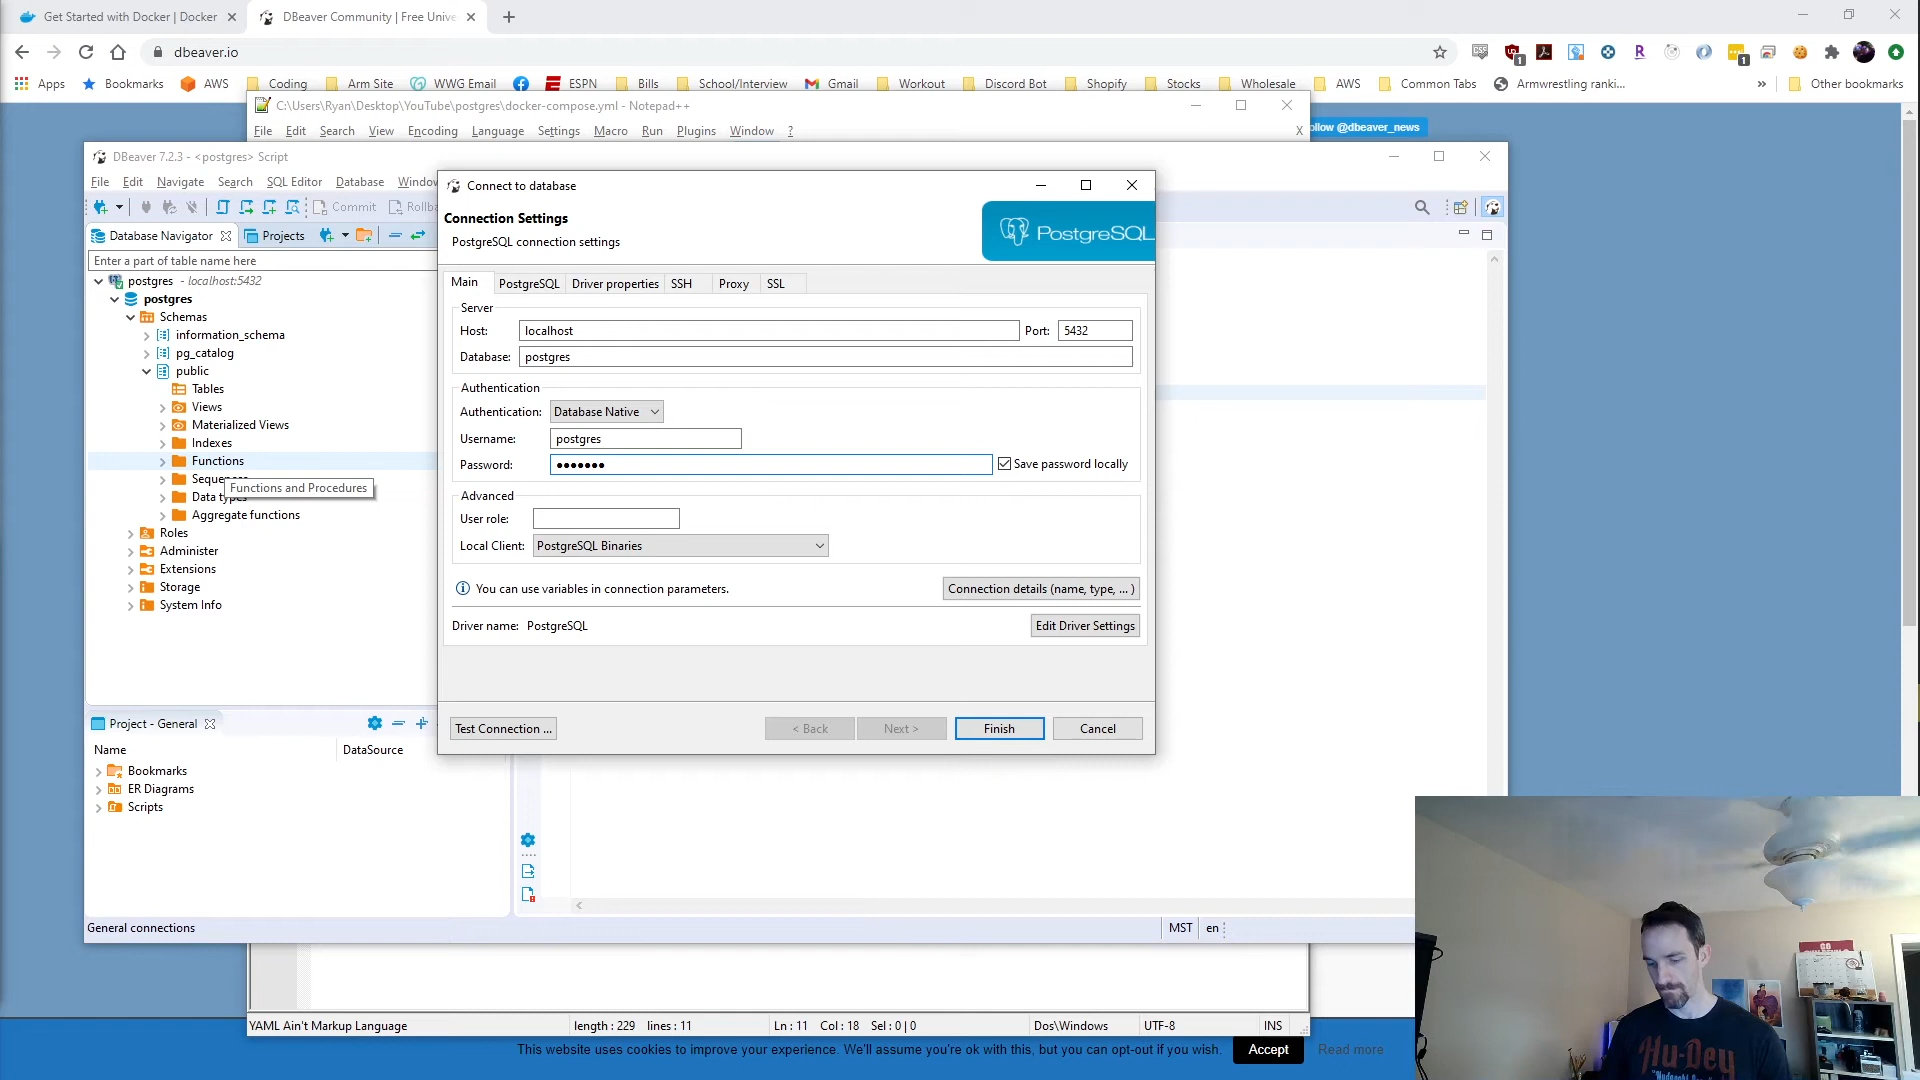 Get Started with Docker | Docker
DBeaver Community | Free Unive
dbeaver.io
Apps
Bookmarks
AWS
Coding
Arm Site
WWG Email
ESPN
Bills
School/Interview
Gmail
Workout
Discord Bot
Shopify
Stocks
Wholesale
AWS
Common Tabs
Armwrestling ranki...
»
Other bookmarks
C:\Users\Ryan\Desktop\YouTube\postgres\docker-compose.yml - Notepad++
File Edit Search View Encoding Language Settings Macro Run Plugins Window ?
X
ollow @dbeaver_news
DBeaver 7.2.3 - <postgres> Script
File Edit Navigate Search SQL Editor Database Window
Commit
Rollba
Database Navigator
Projects
Enter a part of table name here
postgres - localhost:5432
postgres
Schemas
information_schema
pg_catalog
public
Tables
Views
Materialized Views
Indexes
Functions
Sequences
Functions and Procedures
Data types
Aggregate functions
Roles
Administer
Extensions
Storage
System Info
Project - General
Name
DataSource
Bookmarks
ER Diagrams
Scripts
General connections
MST
en
Connect to database
Connection Settings
PostgreSQL connection settings
PostgreSQL
Main
PostgreSQL
Driver properties
SSH
Proxy
SSL
Server
Host: localhost
Port: 5432
Database: postgres
Authentication
Authentication: Database Native
Username: postgres
Password: •••••••
Save password locally
Advanced
User role:
Local Client: PostgreSQL Binaries
You can use variables in connection parameters.
Connection details (name, type, ... )
Driver name: PostgreSQL
Edit Driver Settings
Test Connection ...
< Back
Next >
Finish
Cancel
YAML Ain't Markup Language
length : 229 lines : 11
Ln : 11 Col : 18 Sel : 0 | 0
Dos\Windows
UTF-8
INS
This website uses cookies to improve your experience. We'll assume you're ok with this, but you can opt-out if you wish.
Accept
Read more
Hu-Dey